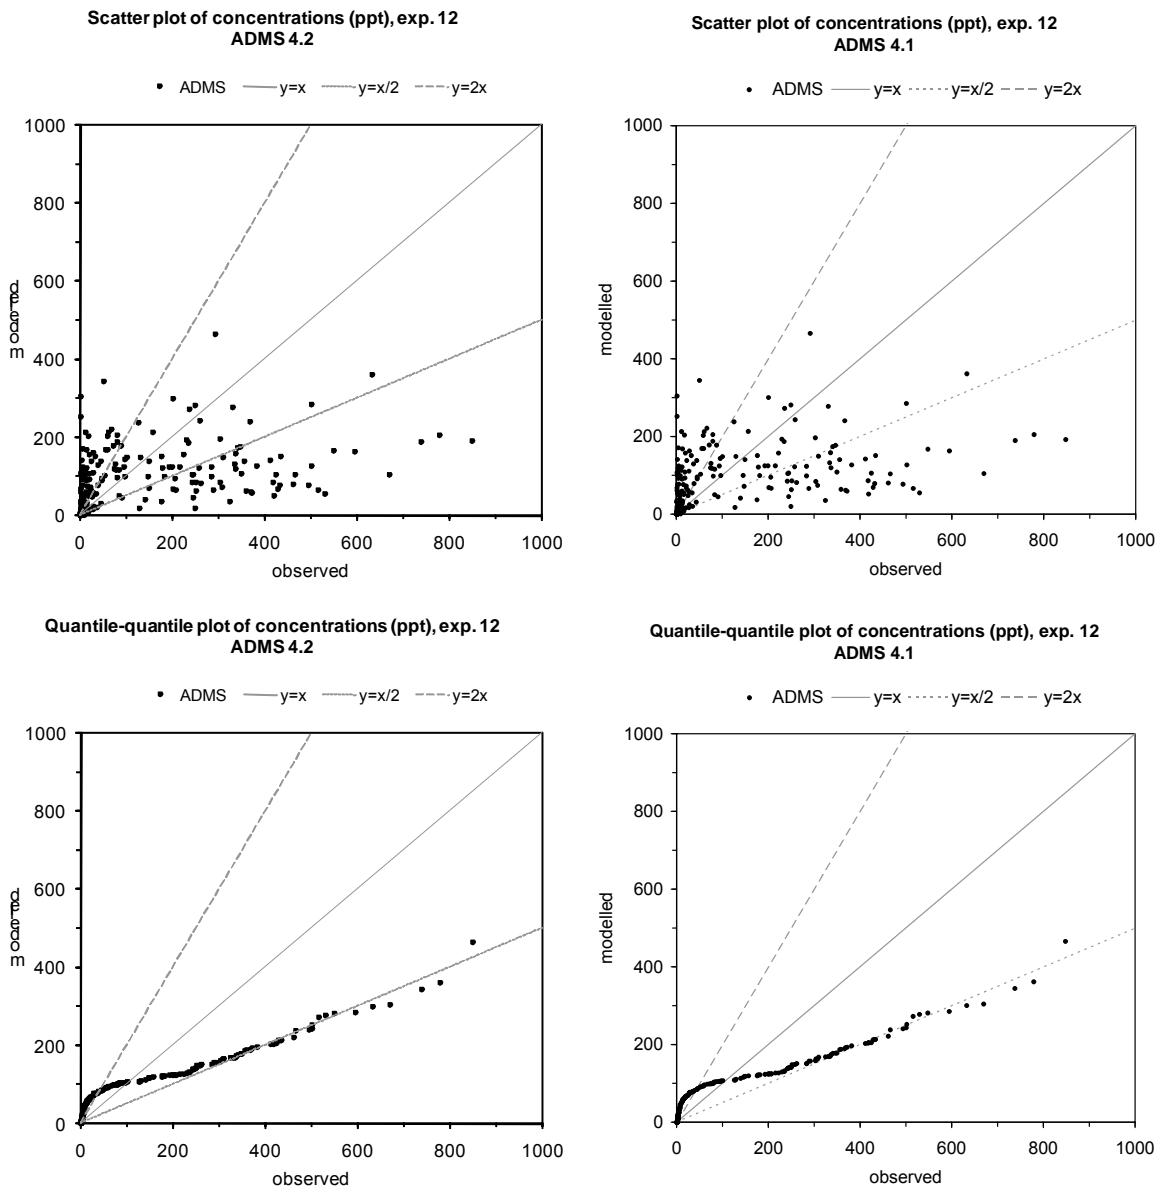 Scatter plot of concentrations (ppt), exp. 12
ADMS 4.2
ADMS y=x y=x/2 y=2x
1000
800
600
400
200
0
modelled
0 200 400 600 800 1000
observed
Scatter plot of concentrations (ppt), exp. 12
ADMS 4.1
ADMS y=x y=x/2 y=2x
1000
800
600
400
200
0
modelled
0 200 400 600 800 1000
observed
Quantile-quantile plot of concentrations (ppt), exp. 12
ADMS 4.2
ADMS y=x y=x/2 y=2x
1000
800
600
400
200
0
modelled
0 200 400 600 800 1000
observed
Quantile-quantile plot of concentrations (ppt), exp. 12
ADMS 4.1
ADMS y=x y=x/2 y=2x
1000
800
600
400
200
0
modelled
0 200 400 600 800 1000
observed